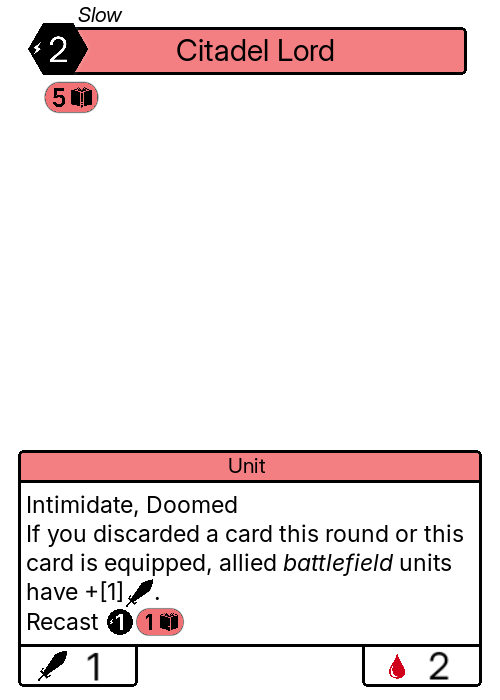 Slow
2 Citadel Lord
5
Unit
Intimidate, Doomed
If you discarded a card this round or this
card is equipped, allied battlefield units
have +[1] .
Recast 1 1
1 2